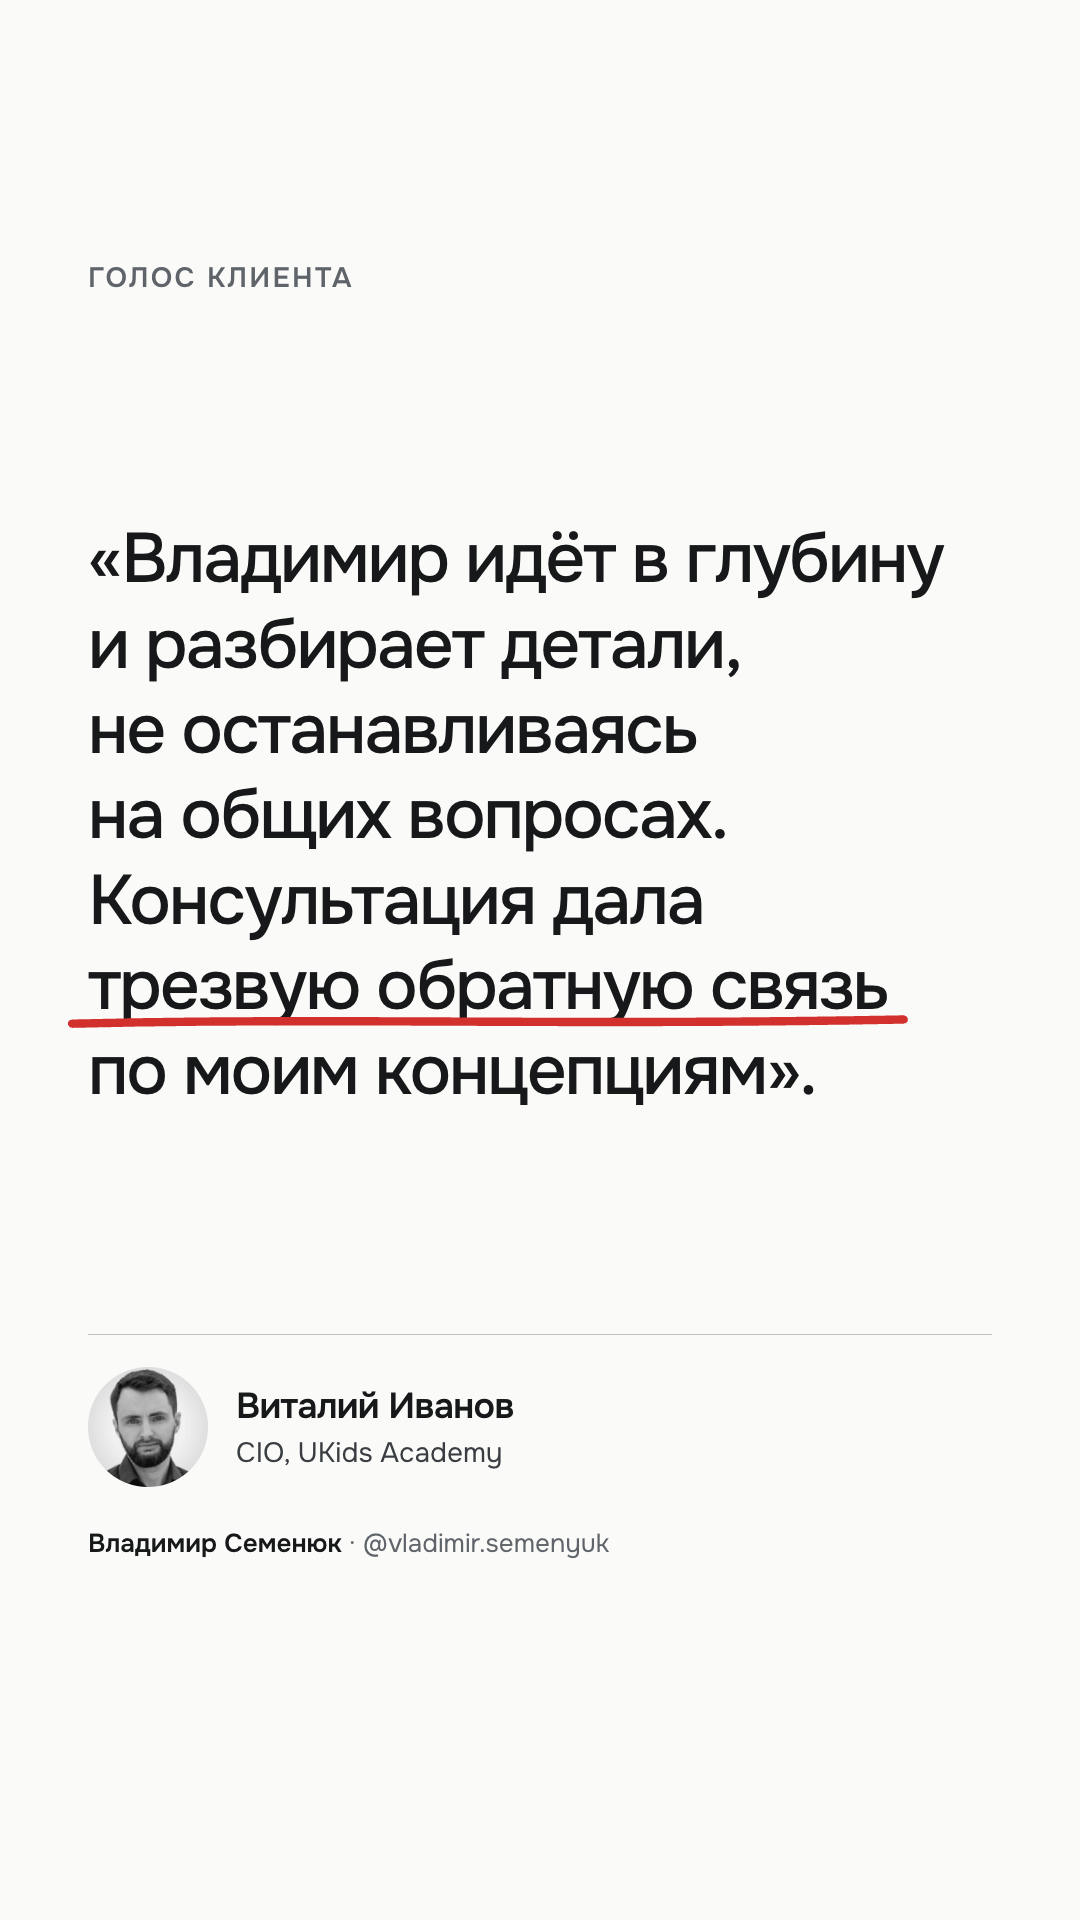 ГОЛОС КЛИЕНТА
«Владимир идёт в глубину
и разбирает детали,
не останавливаясь
на общих вопросах.
Консультация дала
трезвую обратную связь
по моим концепциям».
Виталий Иванов
CIO, UKids Academy
Владимир Семенюк · @vladimir.semenyuk